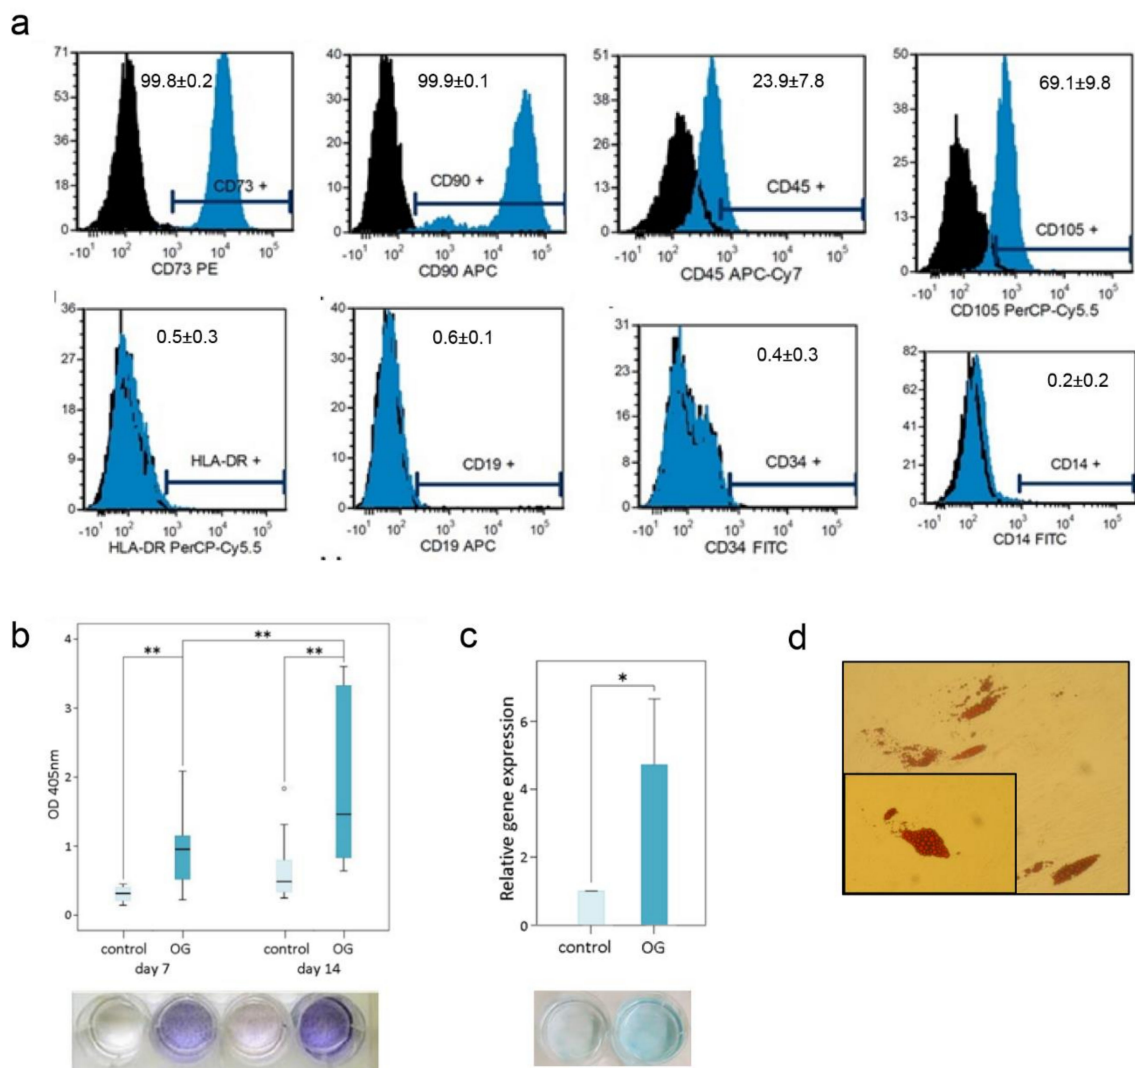 a
71
53
36
18
0
99.8±0.2
CD73 +
-10¹ 10² 10³ 10⁴ 10⁵
CD73 PE
40
30
20
10
0
99.9±0.1
CD90 +
-10¹ 10² 10³ 10⁴ 10⁵
CD90 APC
51
38
26
13
0
23.9±7.8
CD45 +
-10¹ 10² 10³ 10⁴ 10⁵
CD45 APC-Cy7
50
38
25
13
0
69.1±9.8
CD105 +
-10¹ 10² 10³ 10⁴ 10⁵
CD105 PerCP-Cy5.5
36
27
18
9
0
0.5±0.3
HLA-DR +
-10¹ 10² 10³ 10⁴ 10⁵
HLA-DR PerCP-Cy5.5
40
30
20
10
0
0.6±0.1
CD19 +
-10¹ 10² 10³ 10⁴ 10⁵
CD19 APC
31
23
16
8
0
0.4±0.3
CD34 +
-10¹ 10² 10³ 10⁴ 10⁵
CD34 FITC
82
62
41
21
0
0.2±0.2
CD14 +
-10¹ 10² 10³ 10⁴ 10⁵
CD14 FITC
b
OD 405nm
4
3
2
1
0
** ** **
control OG control OG
day 7 day 14
c
Relative gene expression
6
4
2
0
*
control OG
d